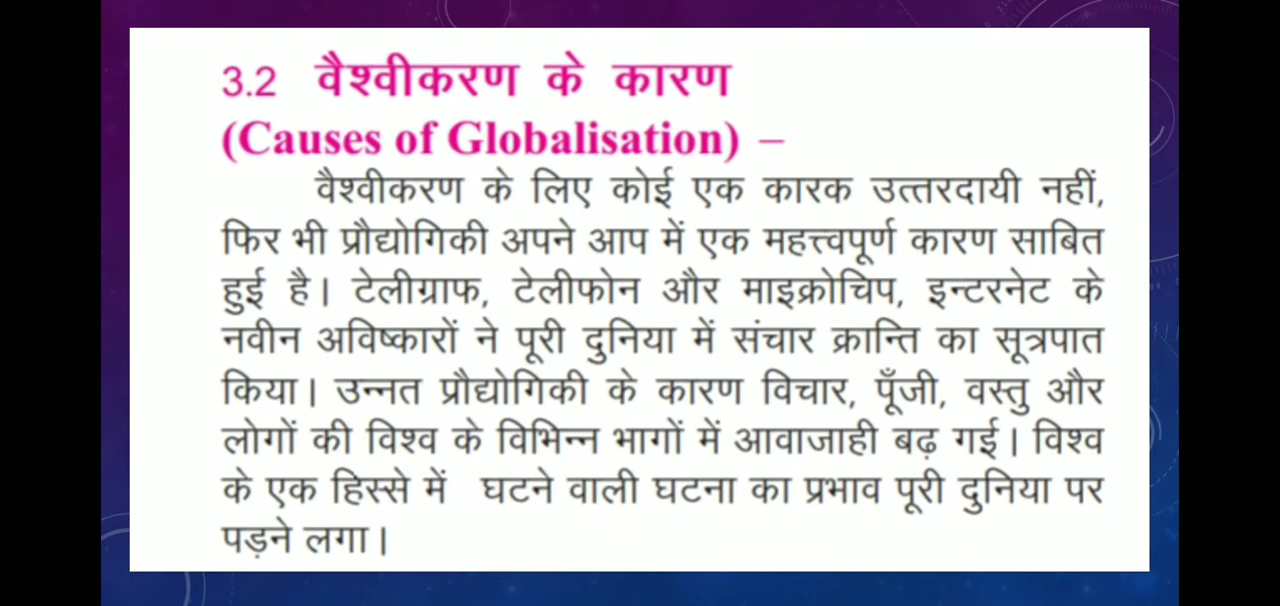 3.2 वैश्वीकरण के कारण
(Causes of Globalisation) –
वैश्वीकरण के लिए कोई एक कारक उत्तरदायी नहीं,
फिर भी प्रौद्योगिकी अपने आप में एक महत्त्वपूर्ण कारण साबित
हुई है। टेलीग्राफ, टेलीफोन और माइक्रोचिप, इन्टरनेट के
नवीन अविष्कारों ने पूरी दुनिया में संचार क्रान्ति का सूत्रपात
किया। उन्नत प्रौद्योगिकी के कारण विचार, पूँजी, वस्तु और
लोगों की विश्व के विभिन्न भागों में आवाजाही बढ़ गई। विश्व
के एक हिस्से में घटने वाली घटना का प्रभाव पूरी दुनिया पर
पड़ने लगा।